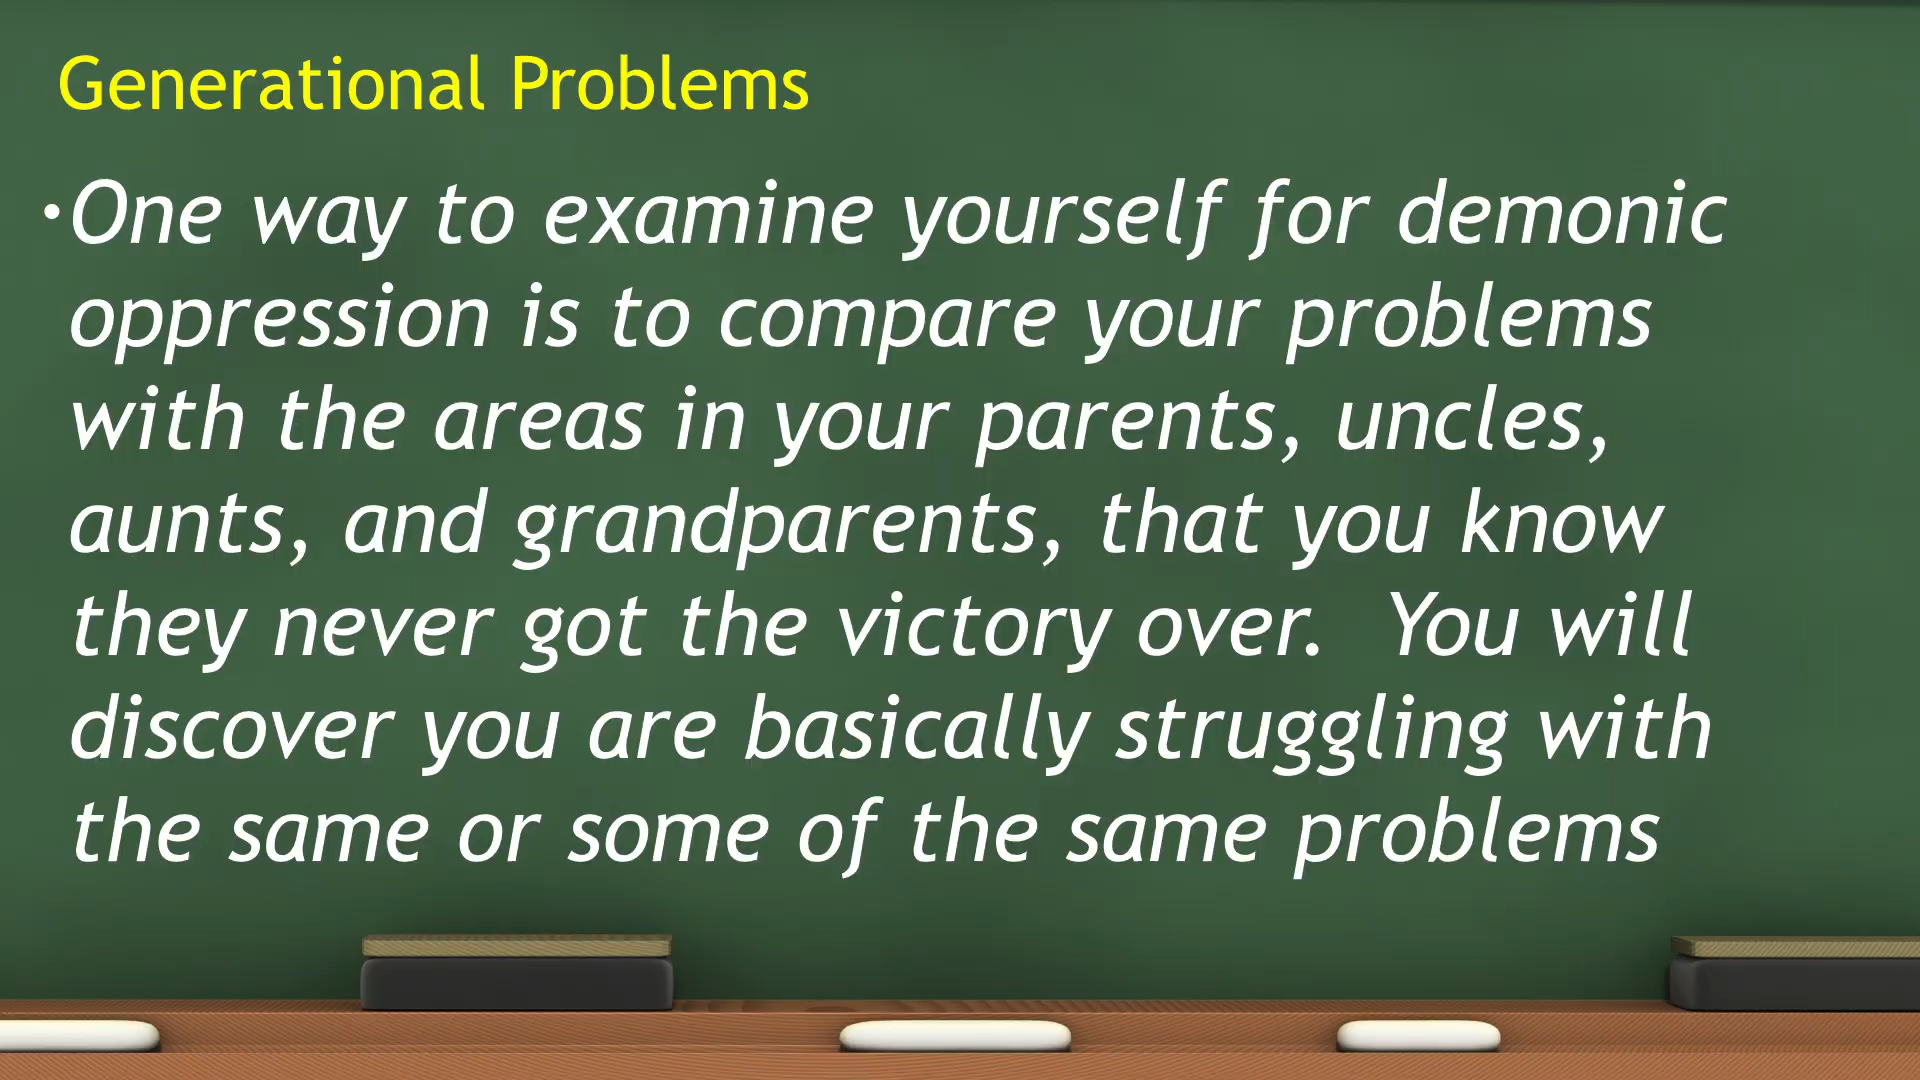 Generational Problems
•One way to examine yourself for demonic
oppression is to compare your problems
with the areas in your parents, uncles,
aunts, and grandparents, that you know
they never got the victory over.  You will
discover you are basically struggling with
the same or some of the same problems